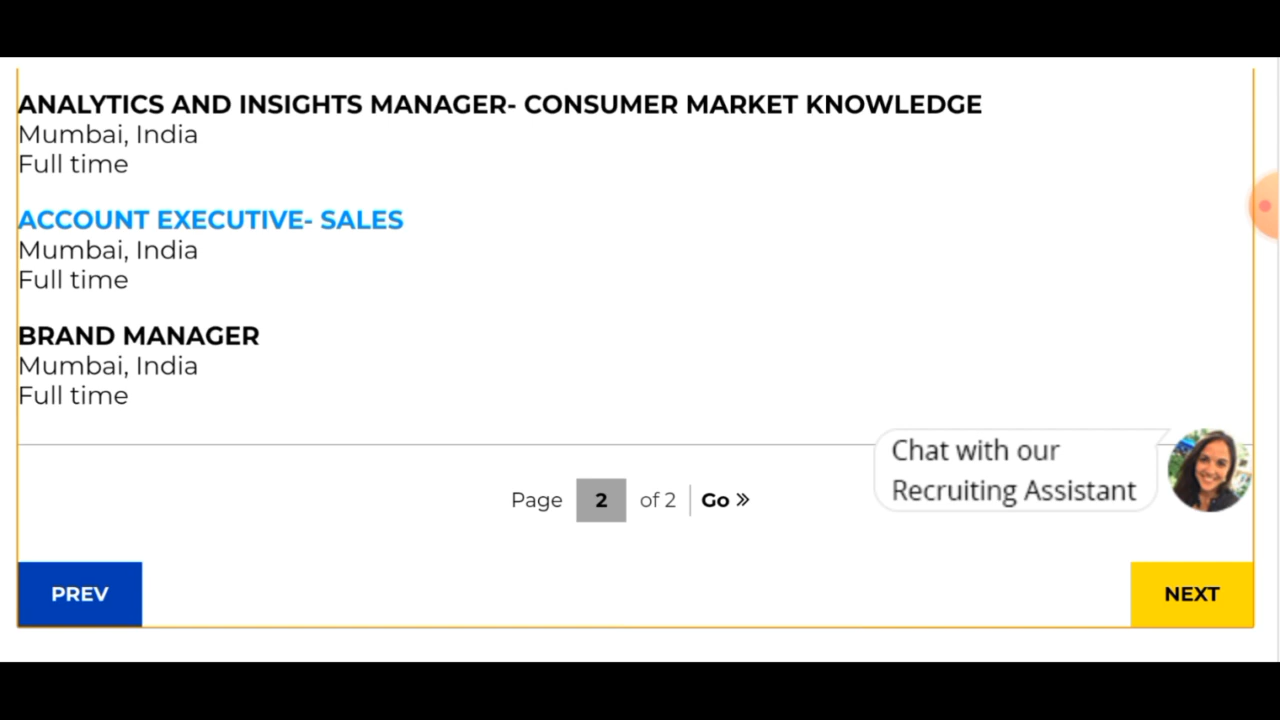 ANALYTICS AND INSIGHTS MANAGER- CONSUMER MARKET KNOWLEDGE
Mumbai, India
Full time
ACCOUNT EXECUTIVE- SALES
Mumbai, India
Full time
BRAND MANAGER
Mumbai, India
Full time
Chat with our
Recruiting Assistant
Page 2 of 2 Go »
PREV
NEXT